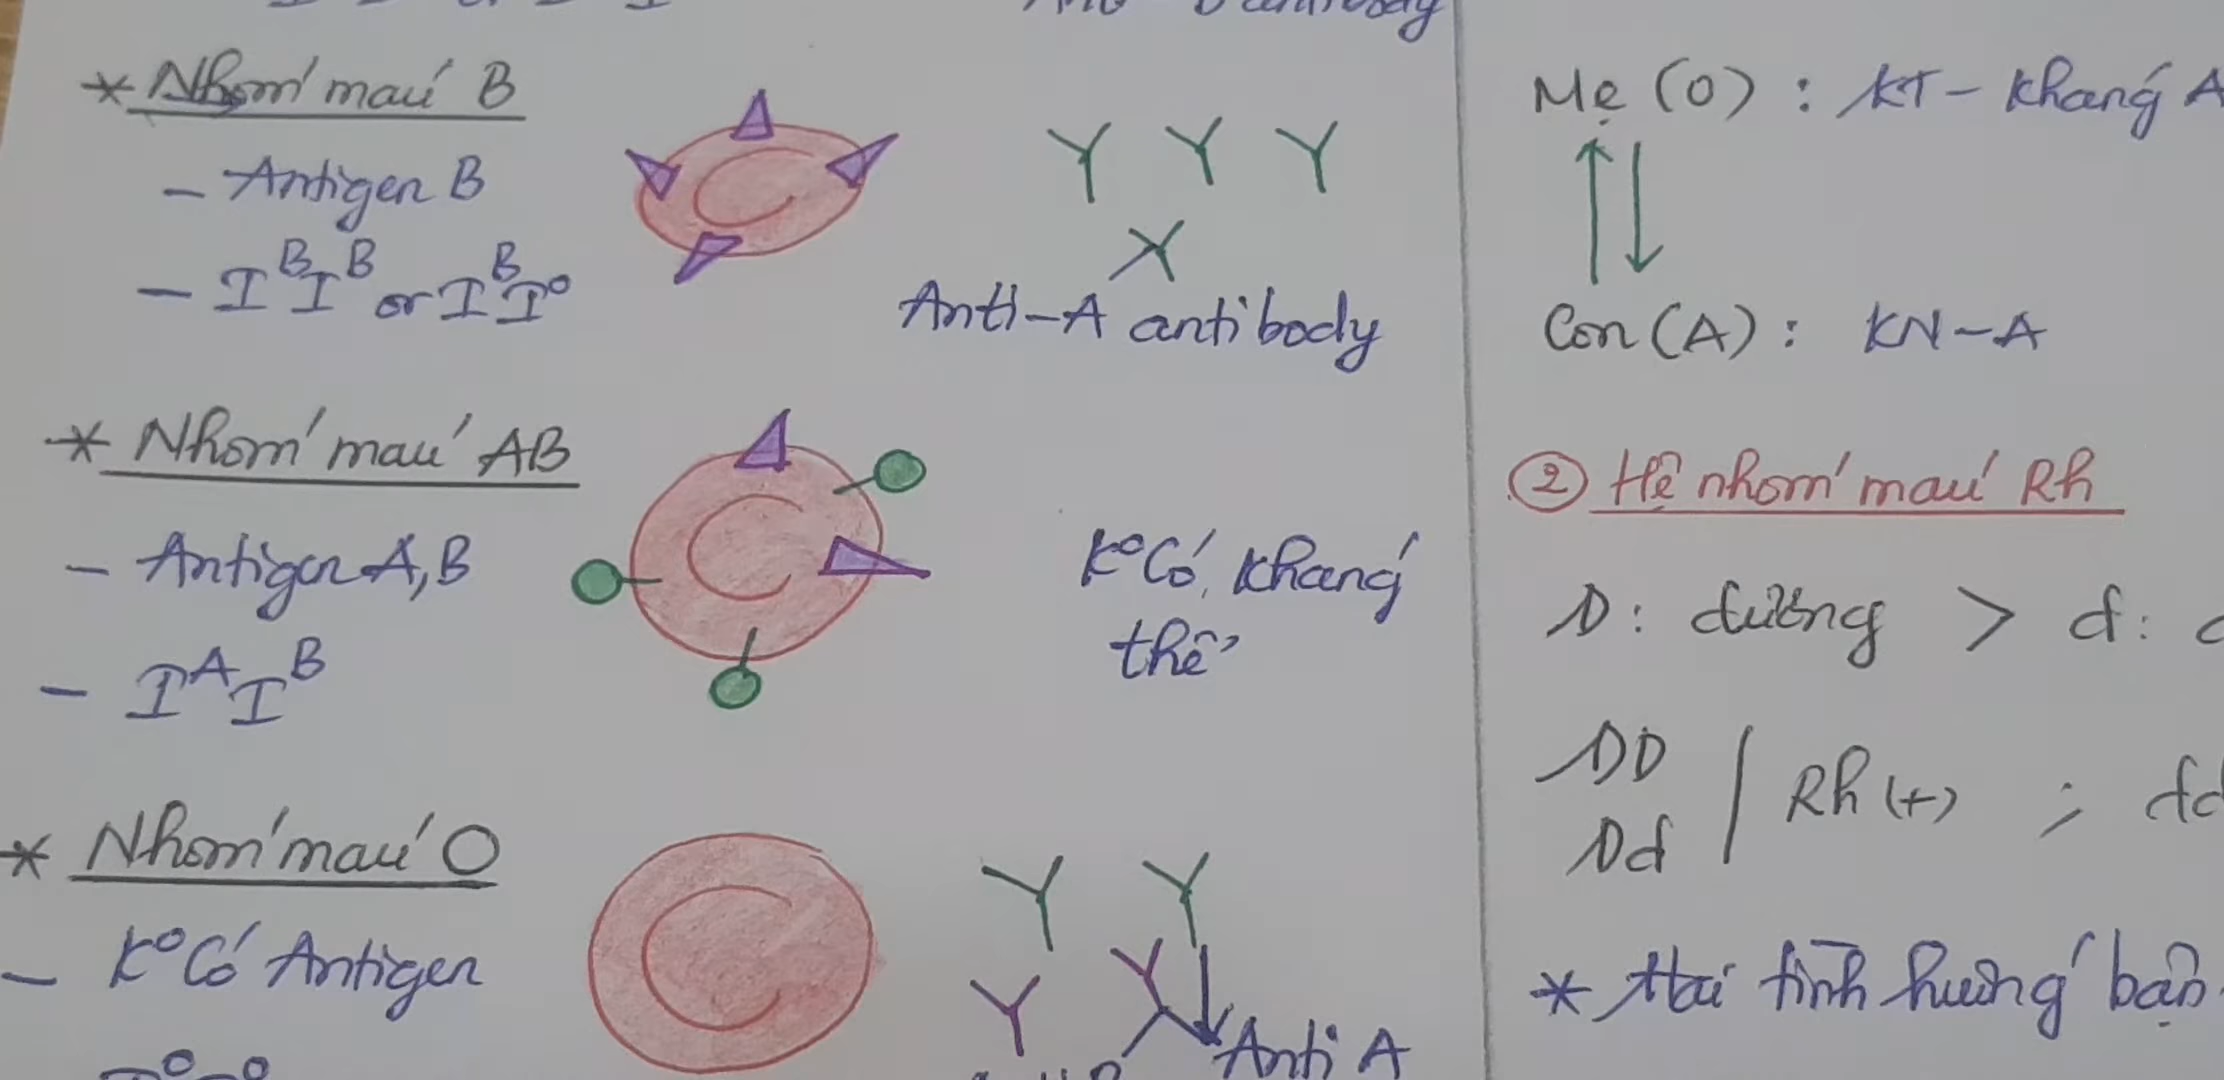 antibody
* Nhóm máu B
- Antigen B
- I^B I^B or I^B I^o
Anti-A antibody
* Nhóm máu AB
- Antigen A, B
- I^A I^B
K° Có kháng
thể
* Nhóm máu O
- K° Có Antigen
Anti A
Mẹ (O) : KT - kháng A
Con (A) : KN - A
② Hệ nhóm máu Rh
D: dương > d:
DD
Dd
Rh (+) ;
* Hai tình huống